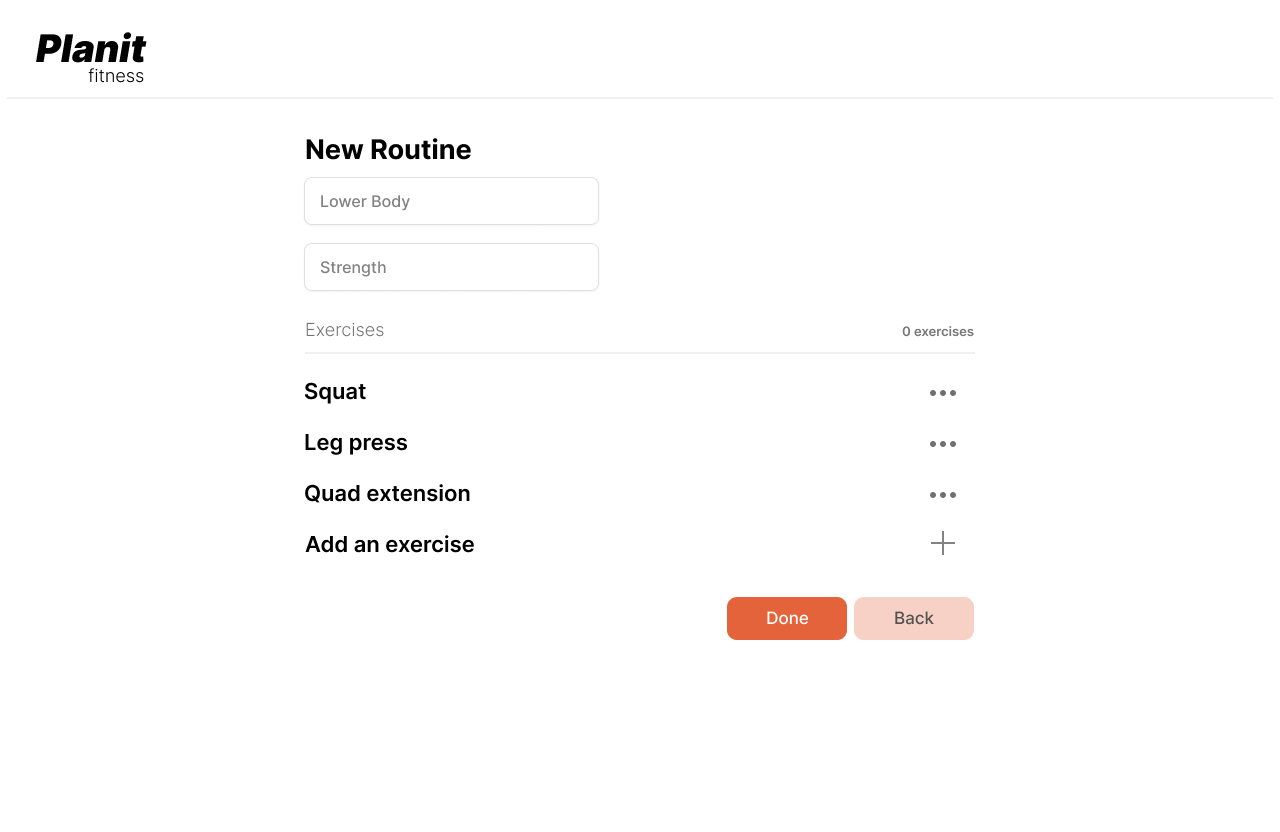 Planit
fitness
New Routine
Lower Body
Strength
Exercises 0 exercises
Squat
Leg press
Quad extension
Add an exercise
Done Back